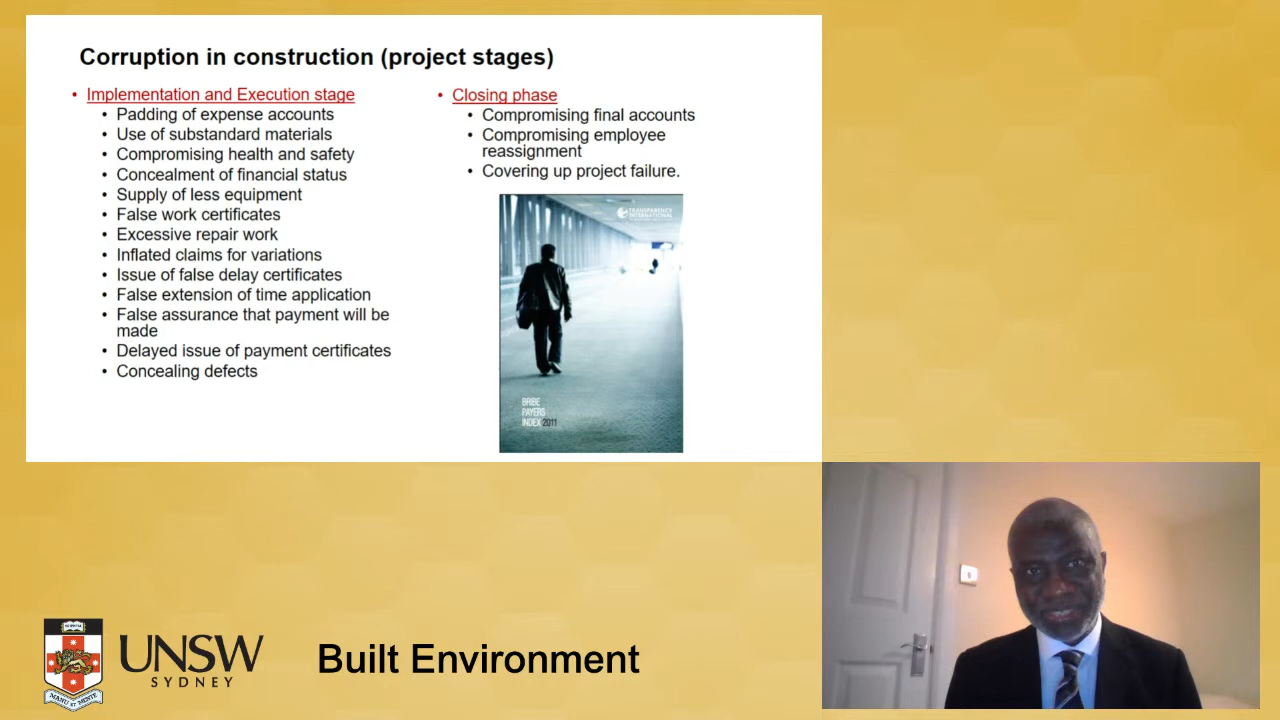 Corruption in construction (project stages)
• Implementation and Execution stage
• Padding of expense accounts
• Use of substandard materials
• Compromising health and safety
• Concealment of financial status
• Supply of less equipment
• False work certificates
• Excessive repair work
• Inflated claims for variations
• Issue of false delay certificates
• False extension of time application
• False assurance that payment will be
made
• Delayed issue of payment certificates
• Concealing defects
• Closing phase
• Compromising final accounts
• Compromising employee
reassignment
• Covering up project failure.
TRANSPARENCY
INTERNATIONAL
BRIBE
PAYERS
INDEX 2011
UNSW
SYDNEY
MANU ET MENTE
Built Environment